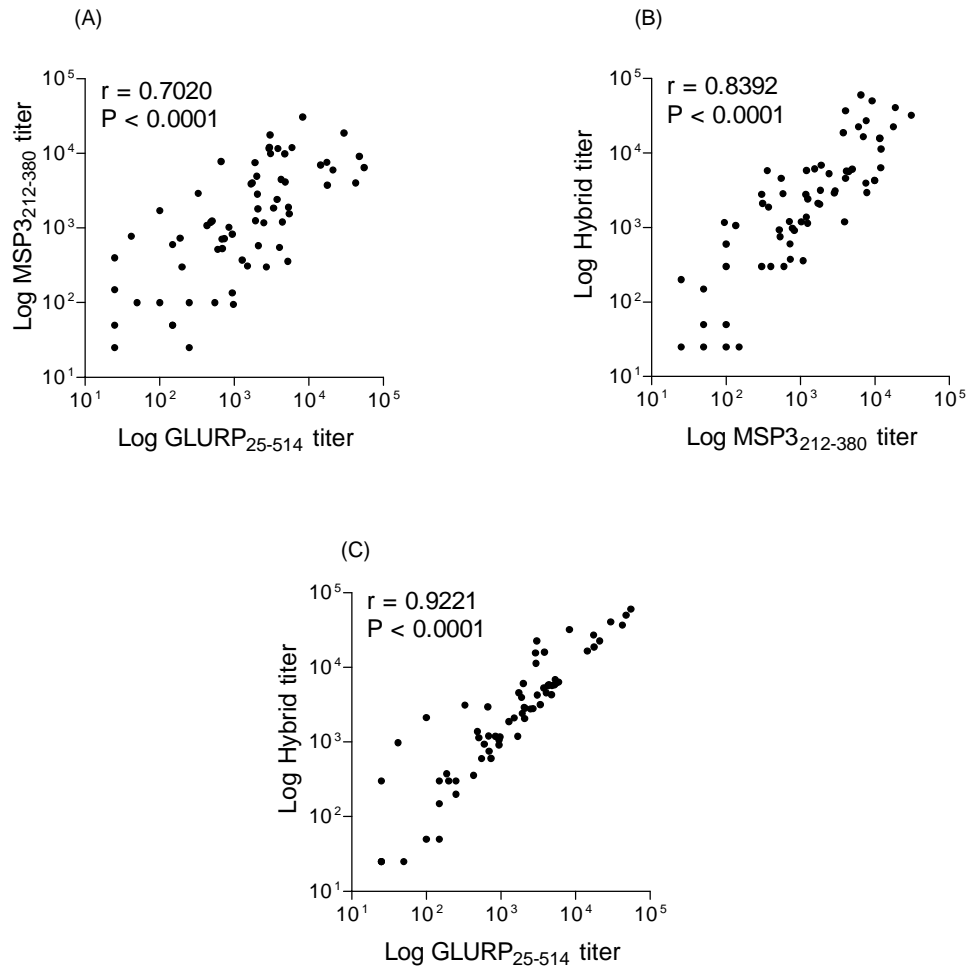 (A)
r = 0.7020
P < 0.0001
Log MSP3212-380 titer
10^5
10^4
10^3
10^2
10^1
10^1 10^2 10^3 10^4 10^5
Log GLURP25-514 titer
(B)
r = 0.8392
P < 0.0001
Log Hybrid titer
10^5
10^4
10^3
10^2
10^1
10^1 10^2 10^3 10^4 10^5
Log MSP3212-380 titer
(C)
r = 0.9221
P < 0.0001
Log Hybrid titer
10^5
10^4
10^3
10^2
10^1
10^1 10^2 10^3 10^4 10^5
Log GLURP25-514 titer